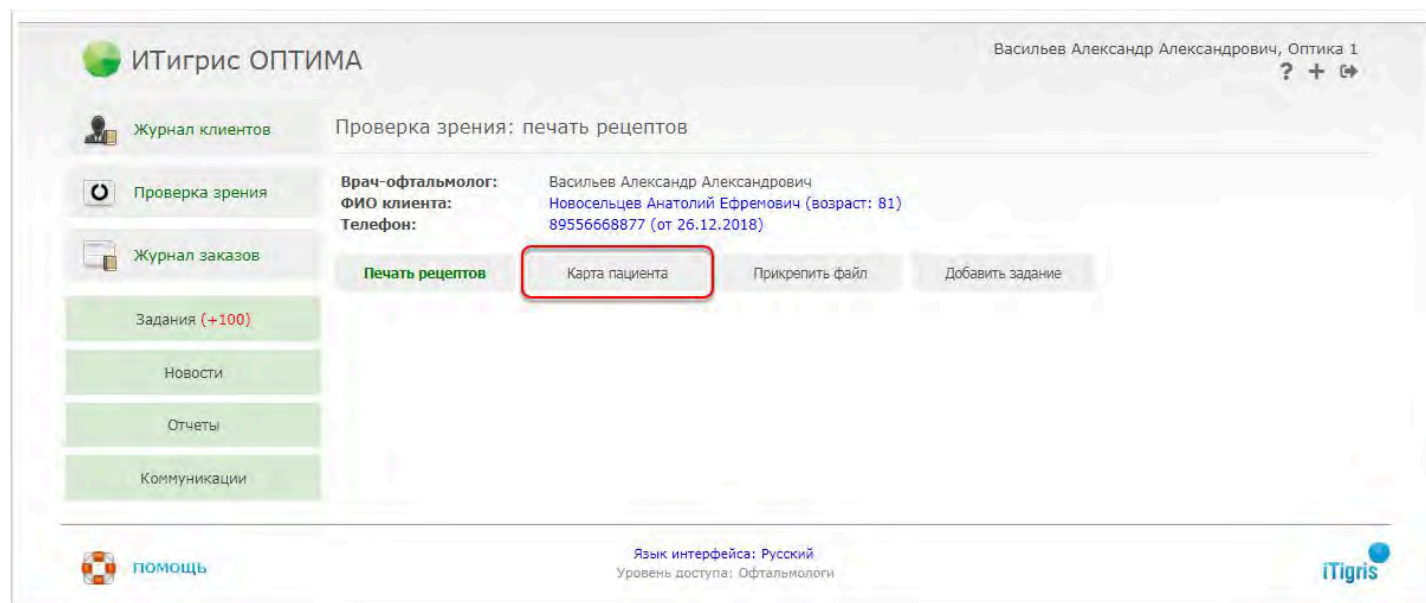 ИТигрис ОПТИМА
Васильев Александр Александрович, Оптика 1
? +
Журнал клиентов
Проверка зрения: печать рецептов
Проверка зрения
Врач-офтальмолог: Васильев Александр Александрович
ФИО клиента: Новосельцев Анатолий Ефремович (возраст: 81)
Телефон: 89556668877 (от 26.12.2018)
Журнал заказов
Печать рецептов Карта пациента Прикрепить файл Добавить задание
Задания (+100)
Новости
Отчеты
Коммуникации
ПОМОЩЬ
Язык интерфейса: Русский
Уровень доступа: Офтальмологи
iTigris